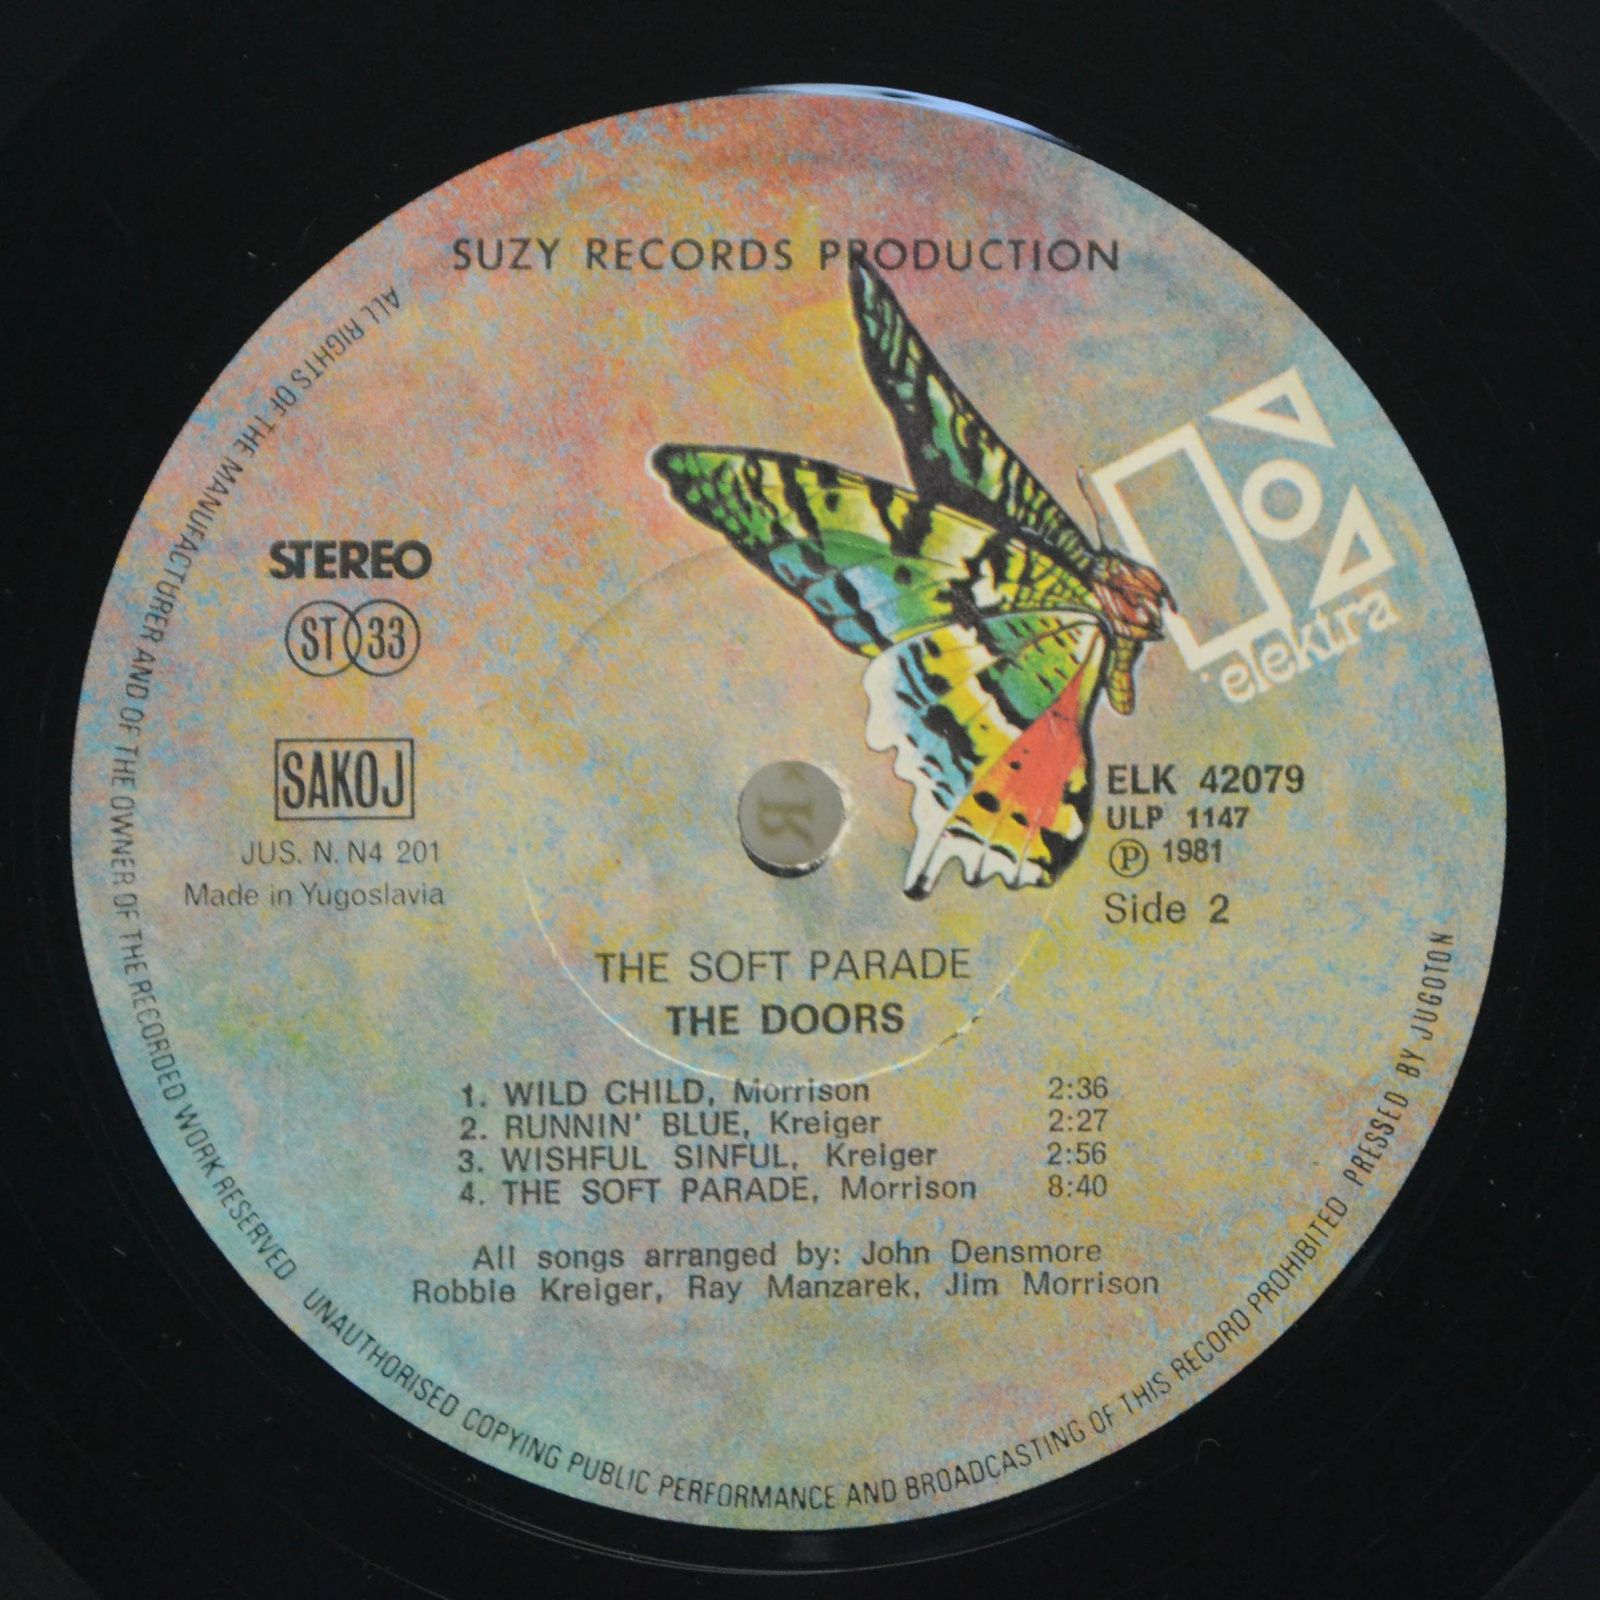 SUZY RECORDS PRODUCTION
elektra
STEREO
ST 33
SAKOJ
JUS. N. N4 201
Made in Yugoslavia
ELK 42079
ULP 1147
Ⓟ 1981
Side 2
THE SOFT PARADE
THE DOORS
1. WILD CHILD, Morrison 2:36
2. RUNNIN' BLUE, Kreiger 2:27
3. WISHFUL SINFUL, Kreiger 2:56
4. THE SOFT PARADE, Morrison 8:40
All songs arranged by: John Densmore
Robbie Kreiger, Ray Manzarek, Jim Morrison
ALL RIGHTS OF THE MANUFACTURER AND OF THE OWNER OF THE RECORDED WORK RESERVED UNAUTHORISED COPYING PUBLIC PERFORMANCE AND BROADCASTING OF THIS RECORD PROHIBITED PRESSED BY JUGOTON